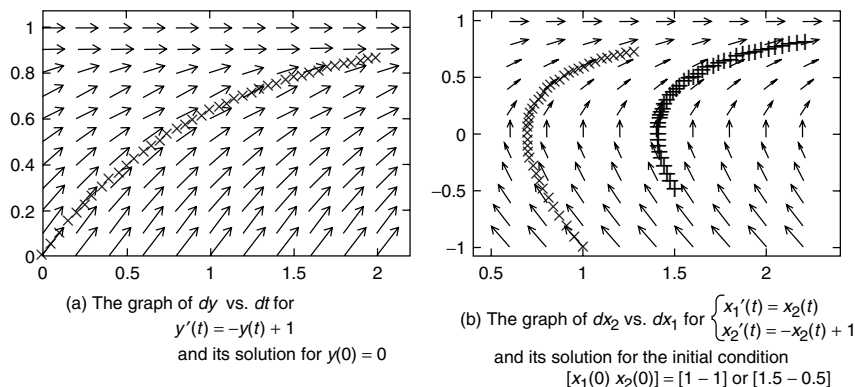 1
0.8
0.6
0.4
0.2
0
0 0.5 1 1.5 2
(a) The graph of dy vs. dt for
y′(t) = −y(t) + 1
and its solution for y(0) = 0
1
0.5
0
−0.5
−1
0.5 1 1.5 2
(b) The graph of dx2 vs. dx1 for { x1′(t) = x2(t)
x2′(t) = −x2(t) + 1
and its solution for the initial condition
[x1(0) x2(0)] = [1 −1] or [1.5 −0.5]